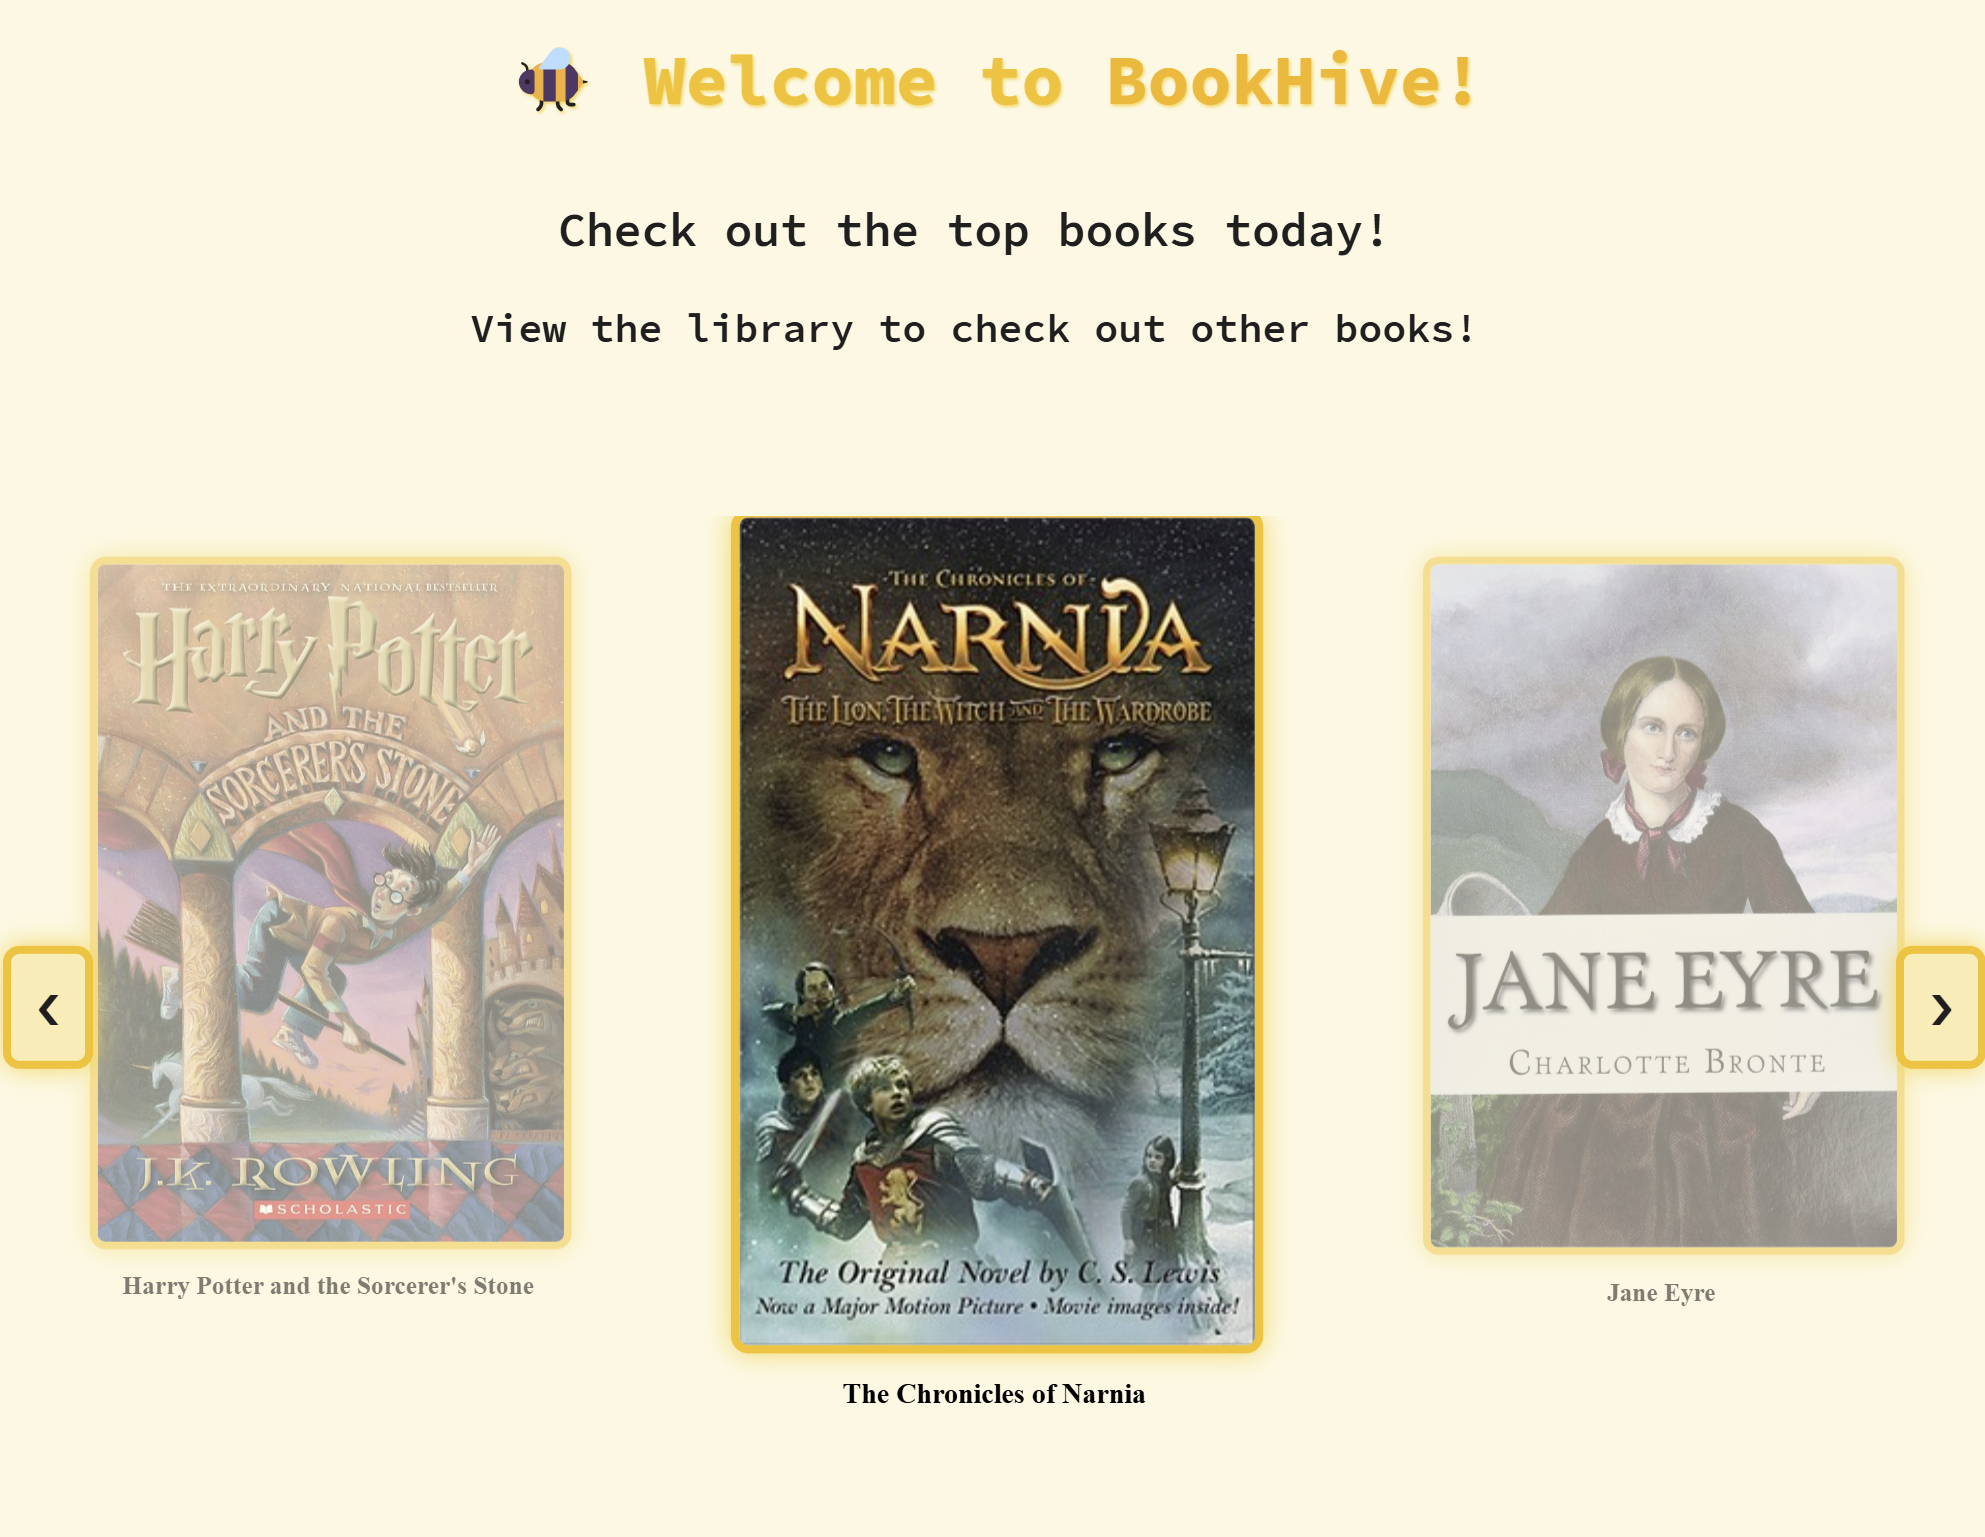 Welcome to BookHive!
Check out the top books today!
View the library to check out other books!
THE EXTRAORDINARY NATIONAL BESTSELLER
Harry Potter
AND THE
SORCERER'S STONE
J.K. ROWLING
SCHOLASTIC
Harry Potter and the Sorcerer's Stone
THE CHRONICLES OF
NARNIA
THE LION, THE WITCH AND THE WARDROBE
The Original Novel by C. S. Lewis
Now a Major Motion Picture • Movie images inside!
The Chronicles of Narnia
JANE EYRE
CHARLOTTE BRONTE
Jane Eyre
‹
›